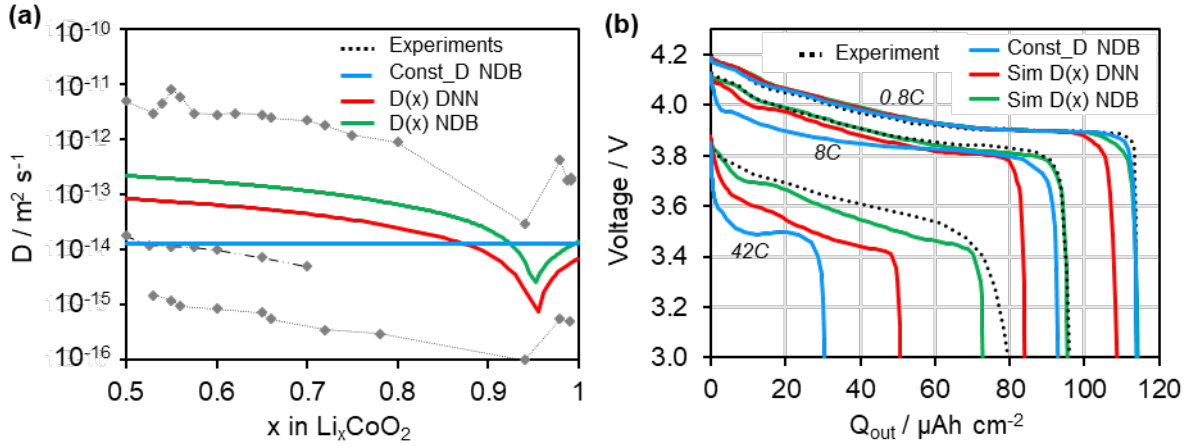 (a)
10⁻¹⁰
10⁻¹¹
10⁻¹²
10⁻¹³
10⁻¹⁴
10⁻¹⁵
10⁻¹⁶
D / m² s⁻¹
Experiments
Const_D NDB
D(x) DNN
D(x) NDB
0.5
0.6
0.7
0.8
0.9
1
x in LiₓCoO₂
(b)
4.2
4.0
3.8
3.6
3.4
3.2
3.0
Voltage / V
Experiment
Const_D NDB
Sim D(x) DNN
Sim D(x) NDB
0.8C
8C
42C
0
20
40
60
80
100
120
Qₒᵤₜ / µAh cm⁻²